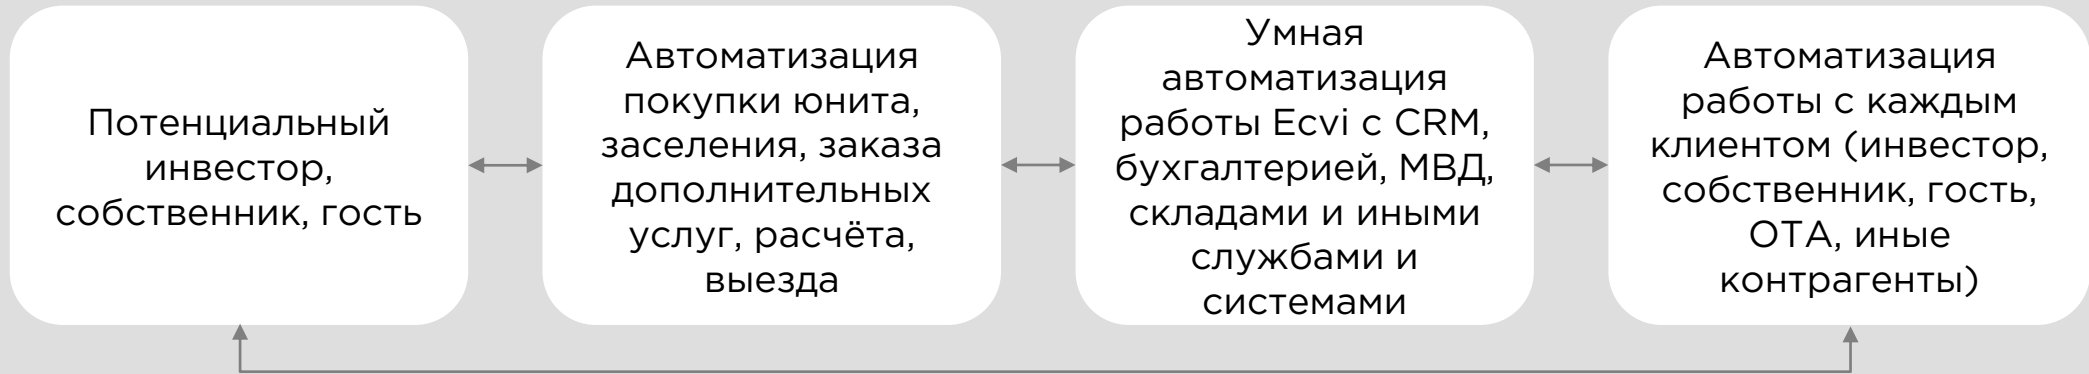 Потенциальный
инвестор,
собственник, гость
Автоматизация
покупки юнита,
заселения, заказа
дополнительных
услуг, расчёта,
выезда
Умная
автоматизация
работы Ecvi с CRM,
бухгалтерией, МВД,
складами и иными
службами и
системами
Автоматизация
работы с каждым
клиентом (инвестор,
собственник, гость,
ОТА, иные
контрагенты)